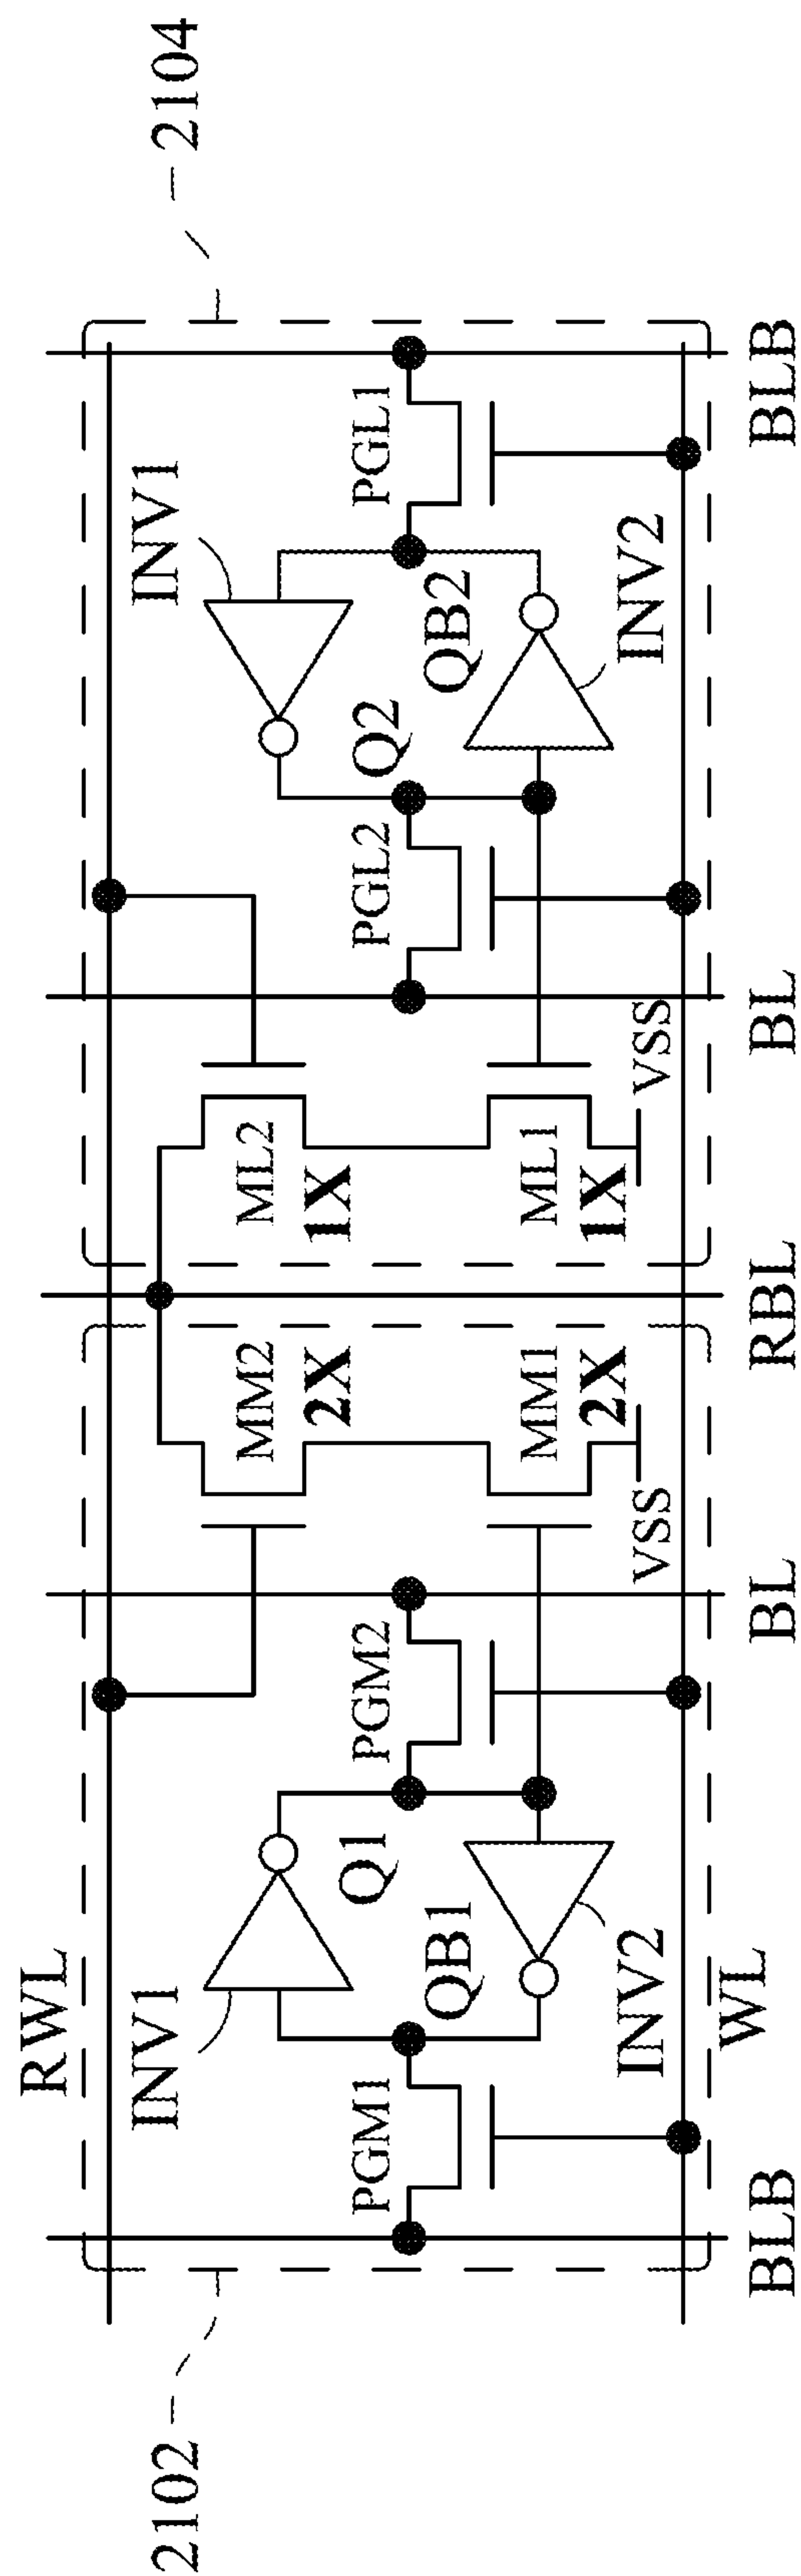 2102
2104
RWL
INV1
INV1
MM2
2X
ML2
1X
PGM1
Q1
PGM2
PGL2
Q2
PGL1
QB1
QB2
MM1
2X
ML1
1X
INV2
VSS
VSS
INV2
WL
BLB
BL
RBL
BL
BLB